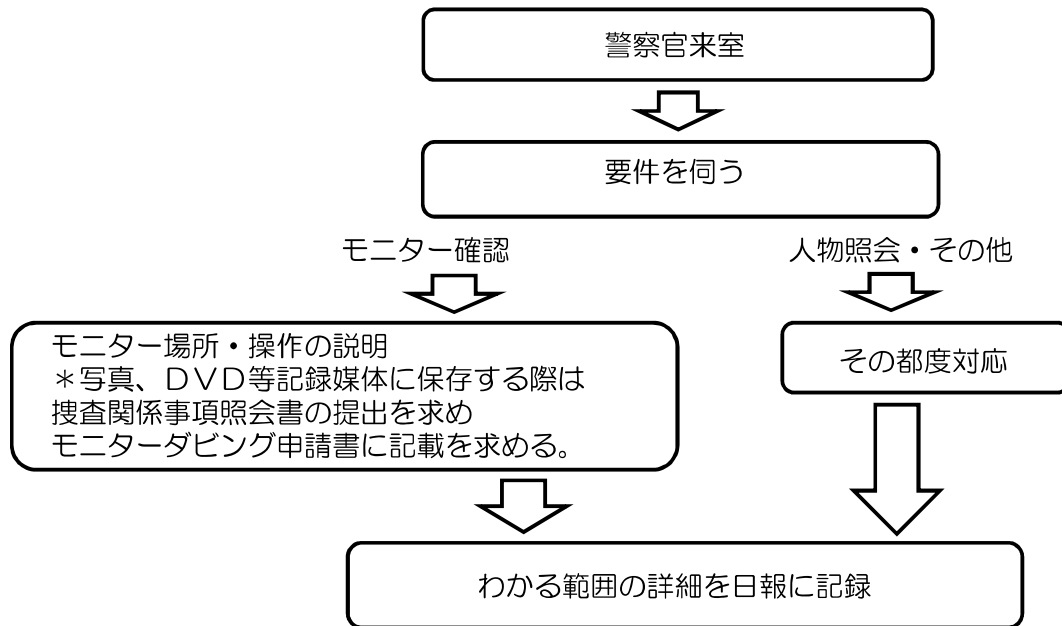 警察官来室
要件を伺う
モニター確認
人物照会・その他
モニター場所・操作の説明
＊写真、ＤＶＤ等記録媒体に保存する際は
捜査関係事項照会書の提出を求め
モニターダビング申請書に記載を求める。
その都度対応
わかる範囲の詳細を日報に記録